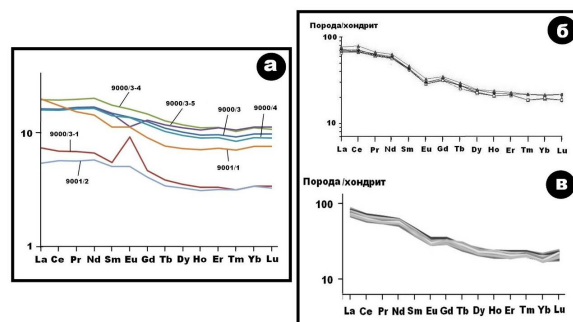 а
9000/3-4
9000/3-5
9000/3
9000/4
10
9000/3-1
9001/1
9001/2
1
La Ce Pr Nd Sm Eu Gd Tb Dy Ho Er Tm Yb Lu
б
Порода/хондрит
100
10
La Ce Pr Nd Sm Eu Gd Tb Dy Ho Er Tm Yb Lu
в
Порода/хондрит
100
10
La Ce Pr Nd Sm Eu Gd Tb Dy Ho Er Tm Yb Lu